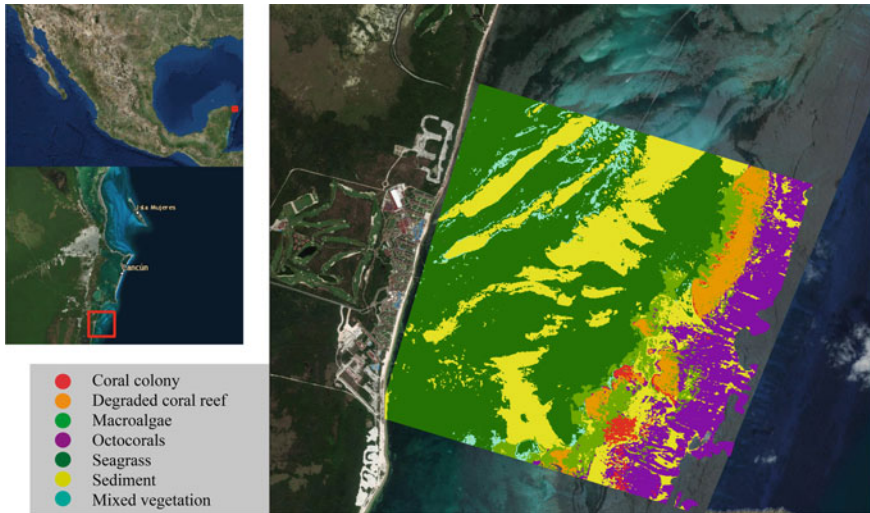 Isla Mujeres
Cancún
Coral colony
Degraded coral reef
Macroalgae
Octocorals
Seagrass
Sediment
Mixed vegetation